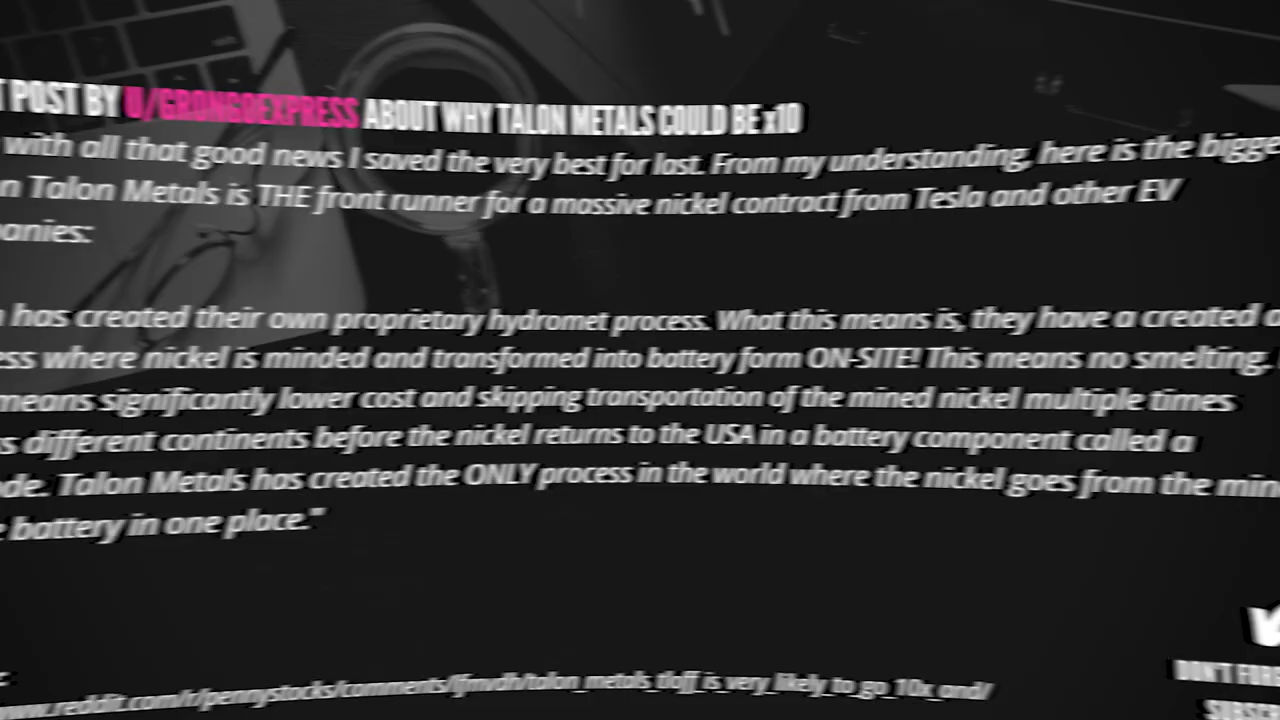 T POST BY U/GRONGOEXPRESS ABOUT WHY TALON METALS COULD BE x10
with all that good news I saved the very best for last. From my understanding, here is the bigge
n Talon Metals is THE front runner for a massive nickel contract from Tesla and other EV
panies:
n has created their own proprietary hydromet process. What this means is, they have a created a
ess where nickel is minded and transformed into battery form ON-SITE! This means no smelting.
means significantly lower cost and skipping transportation of the mined nickel multiple times
s different continents before the nickel returns to the USA in a battery component called a
ode. Talon Metals has created the ONLY process in the world where the nickel goes from the min
e battery in one place."
DON'T FORG
www.reddit.com/r/pennystocks/comments/ljmvdh/talon_metals_tloff_is_very_likely_to_go_10x_and/
SUBSC